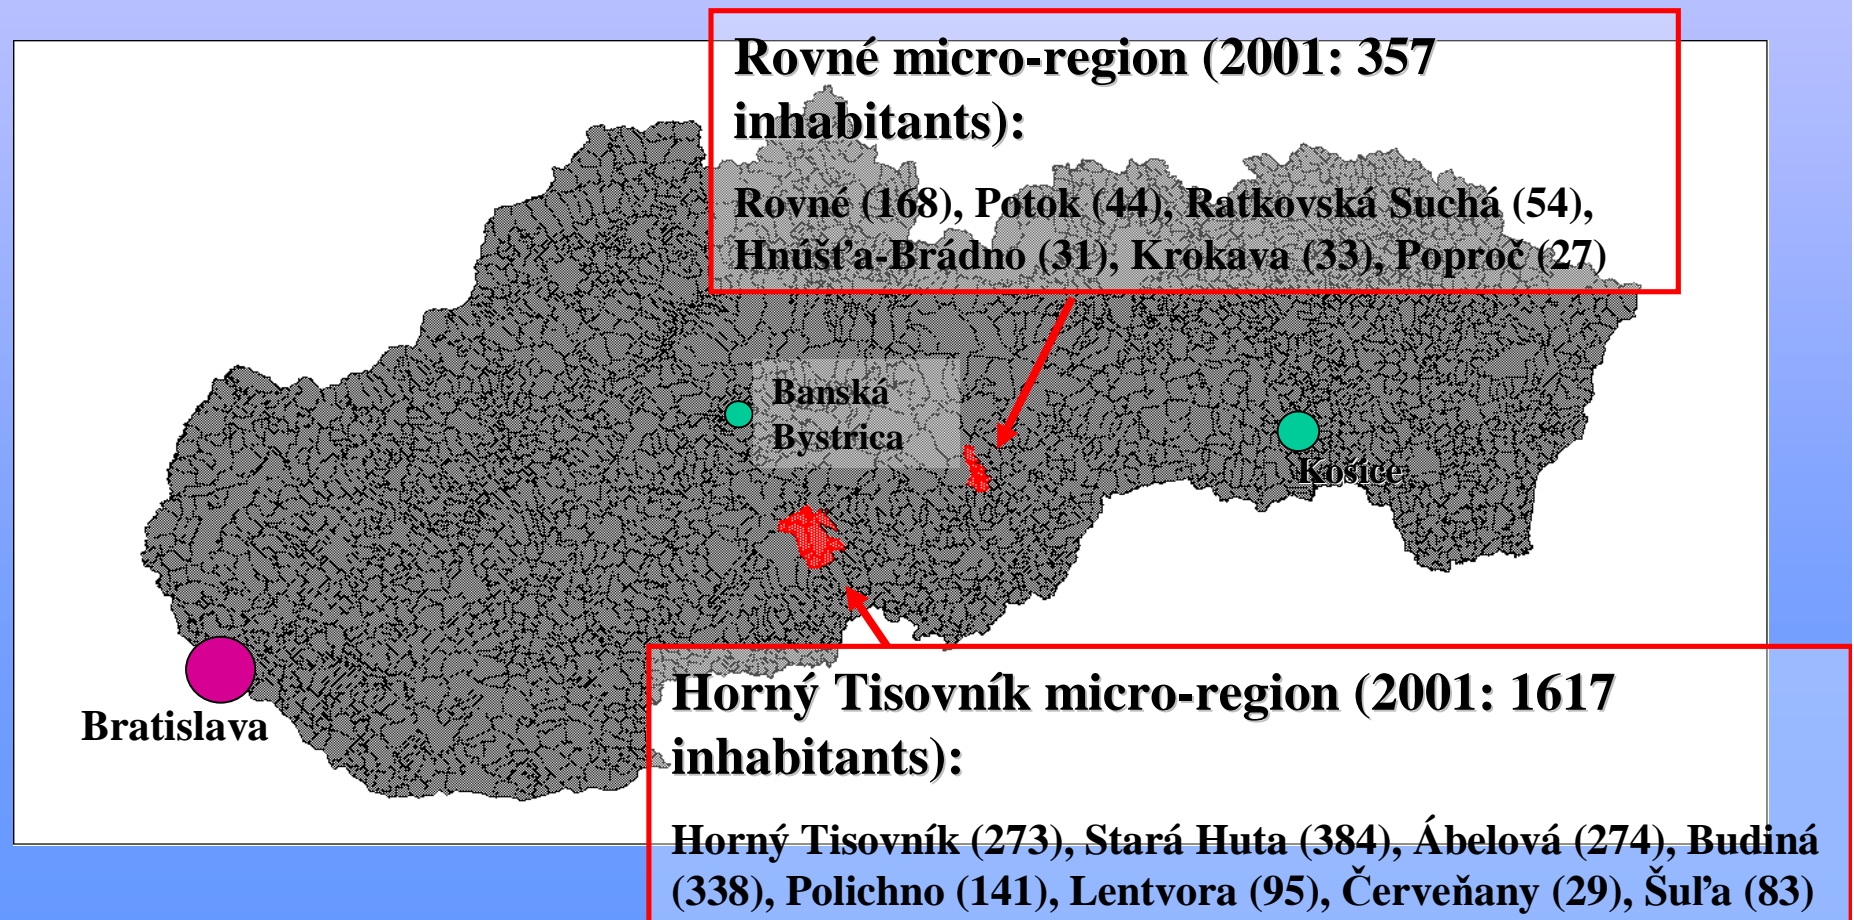 Rovné micro-region (2001: 357
inhabitants):
Rovné (168), Potok (44), Ratkovská Suchá (54),
Hnúšťa-Brádno (31), Krokava (33), Poproč (27)
Banská
Bystrica
Košice
Bratislava
Horný Tisovník micro-region (2001: 1617
inhabitants):
Horný Tisovník (273), Stará Huta (384), Ábelová (274), Budiná
(338), Polichno (141), Lentvora (95), Červeňany (29), Šuľa (83)